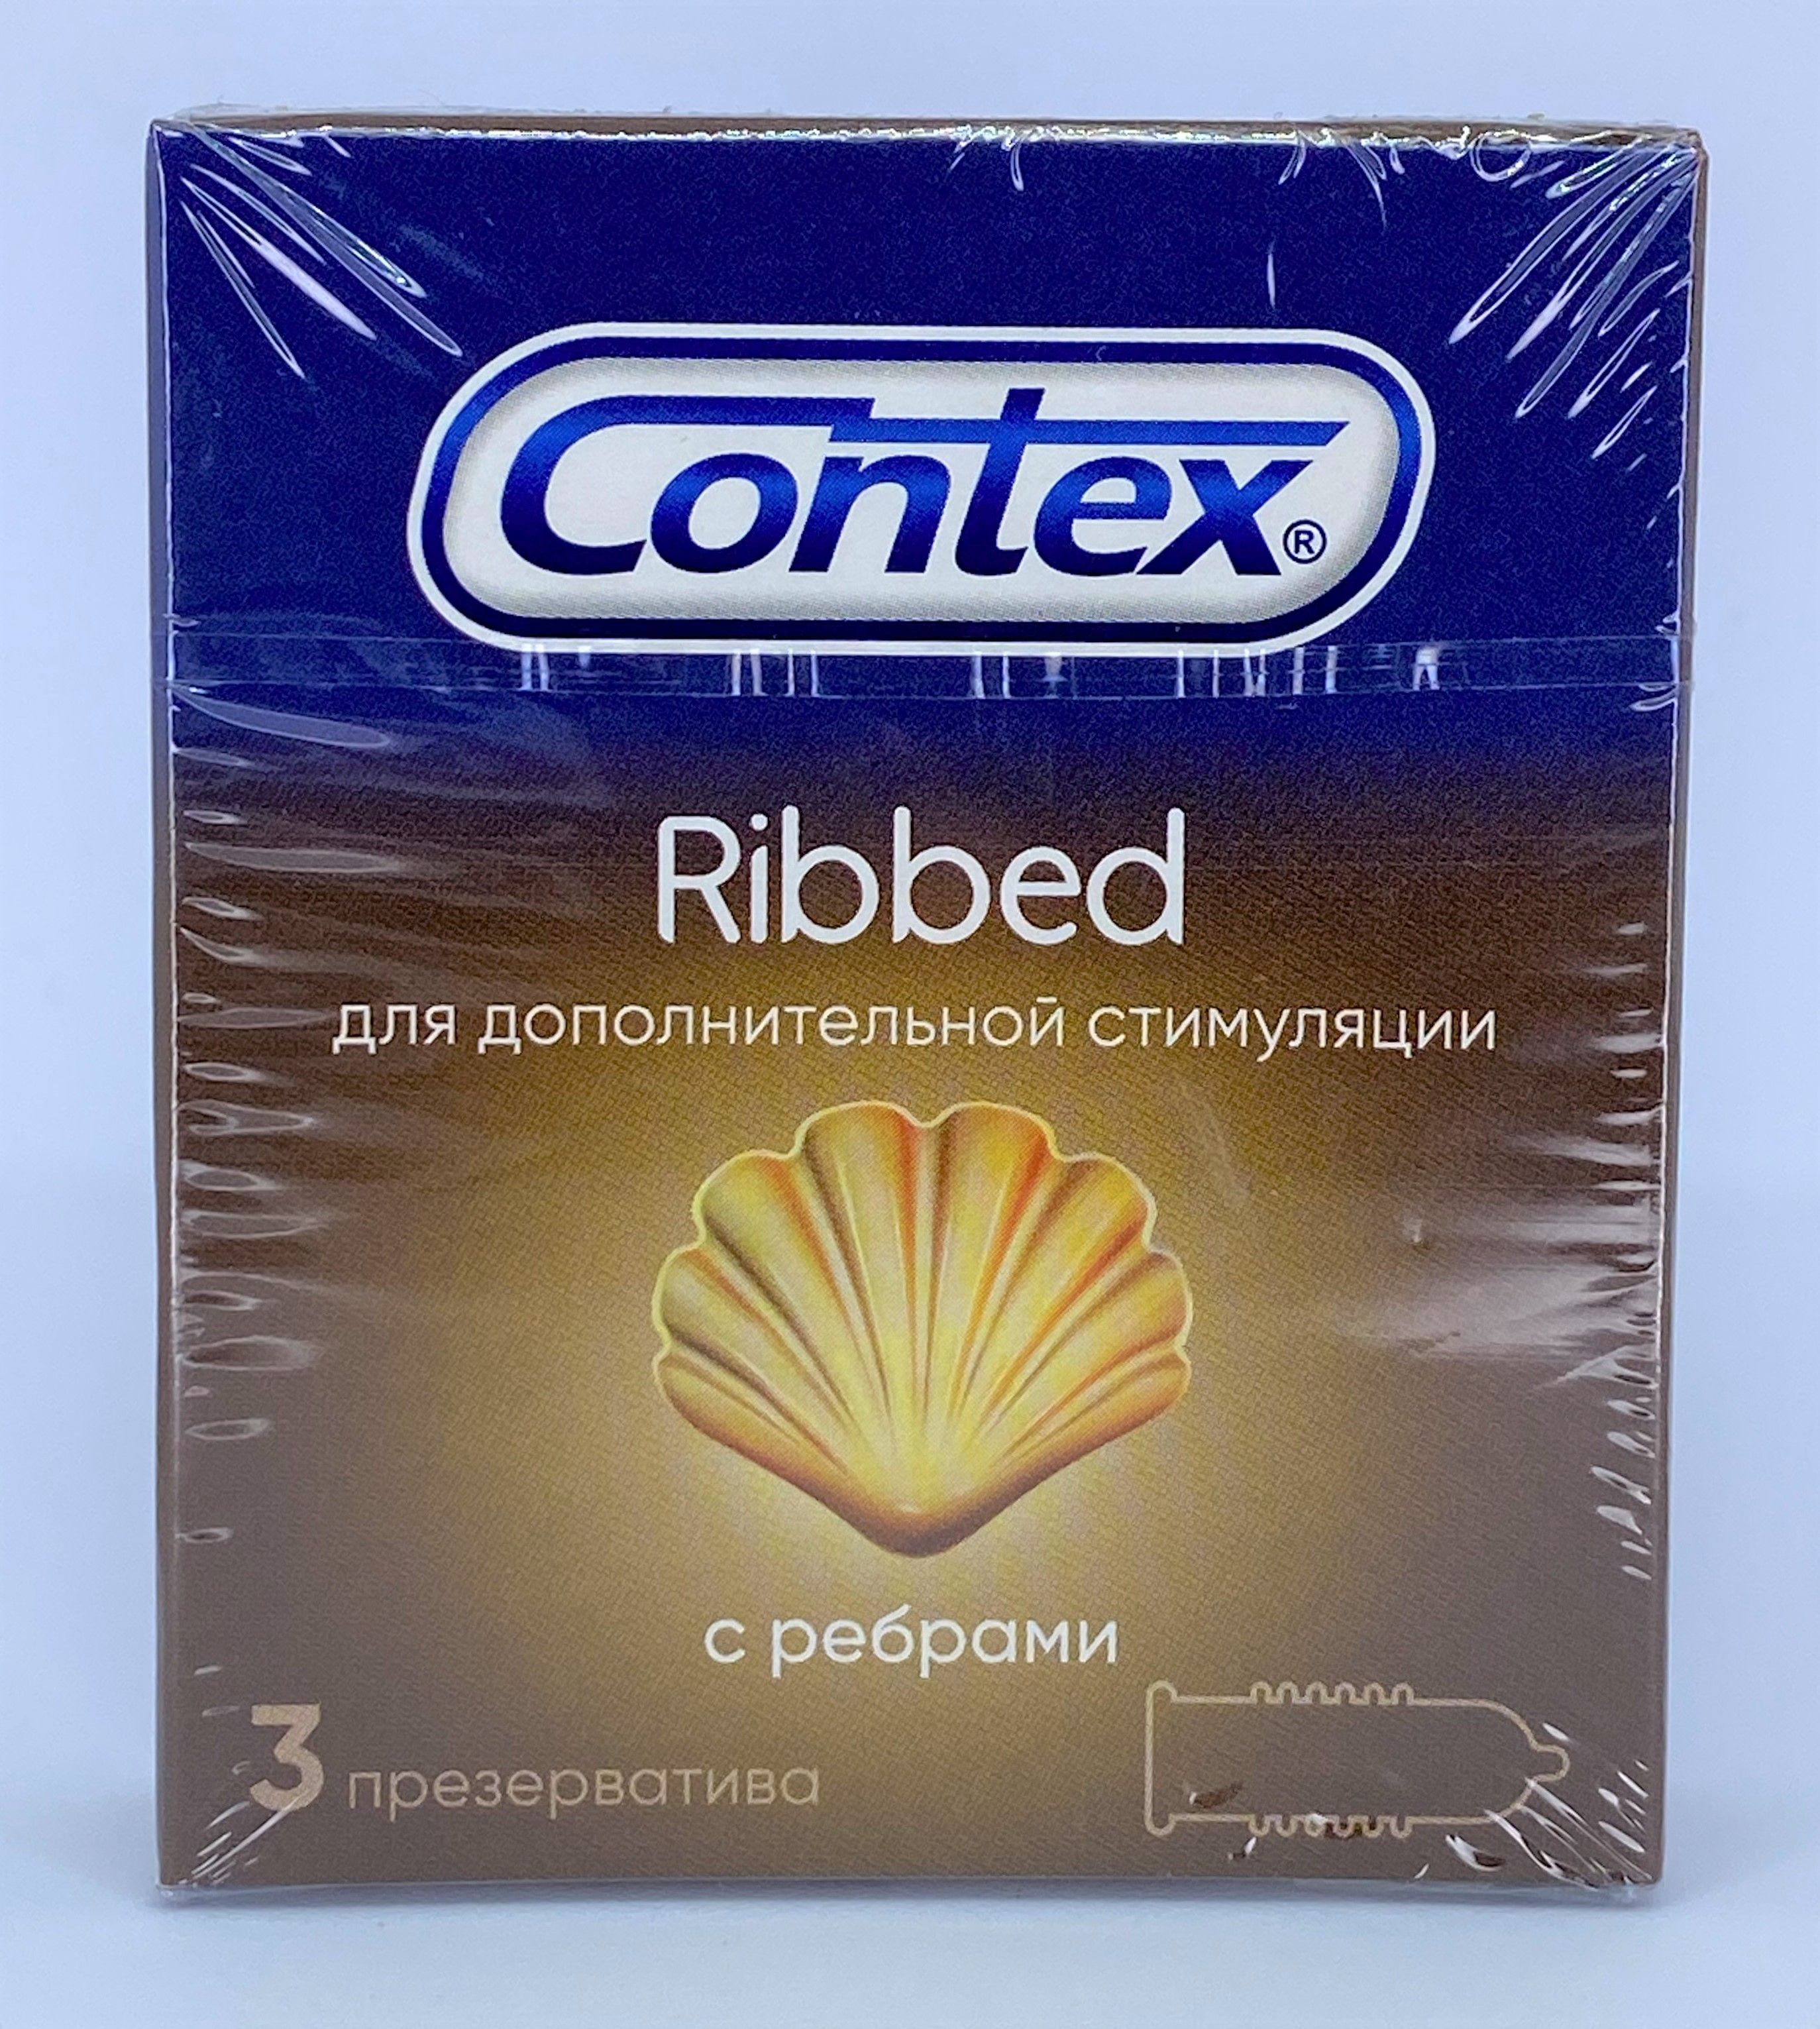 Contex®
Ribbed
для дополнительной стимуляции
с ребрами
3 презерватива